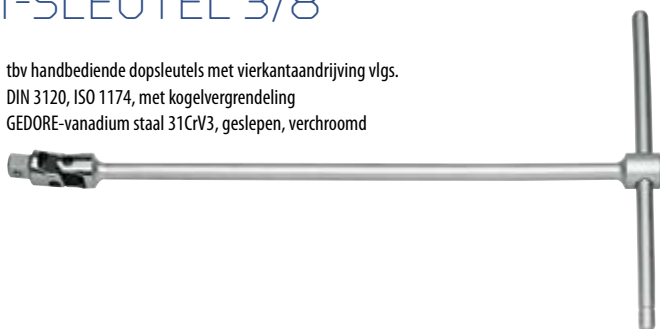 T-SLEUTEL 3/8
tbv handbediende dopsleutels met vierkantaandrijving vlgs.
DIN 3120, ISO 1174, met kogelvergrendeling
GEDORE-vanadium staal 31CrV3, geslepen, verchroomd